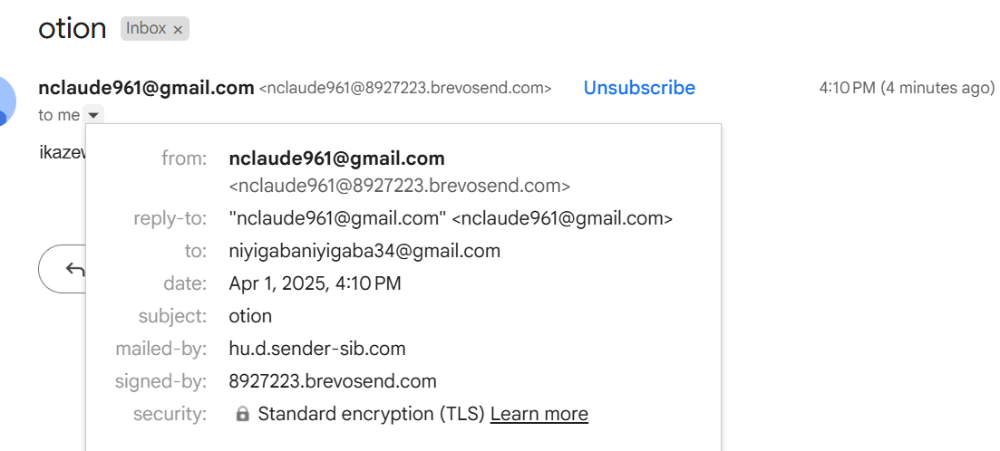 otion Inbox ×
nclaude961@gmail.com <nclaude961@8927223.brevosend.com> Unsubscribe 4:10 PM (4 minutes ago)
to me
from: nclaude961@gmail.com
<nclaude961@8927223.brevosend.com>
reply-to: "nclaude961@gmail.com" <nclaude961@gmail.com>
to: niyigabaniyigaba34@gmail.com
date: Apr 1, 2025, 4:10 PM
subject: otion
mailed-by: hu.d.sender-sib.com
signed-by: 8927223.brevosend.com
security: Standard encryption (TLS) Learn more